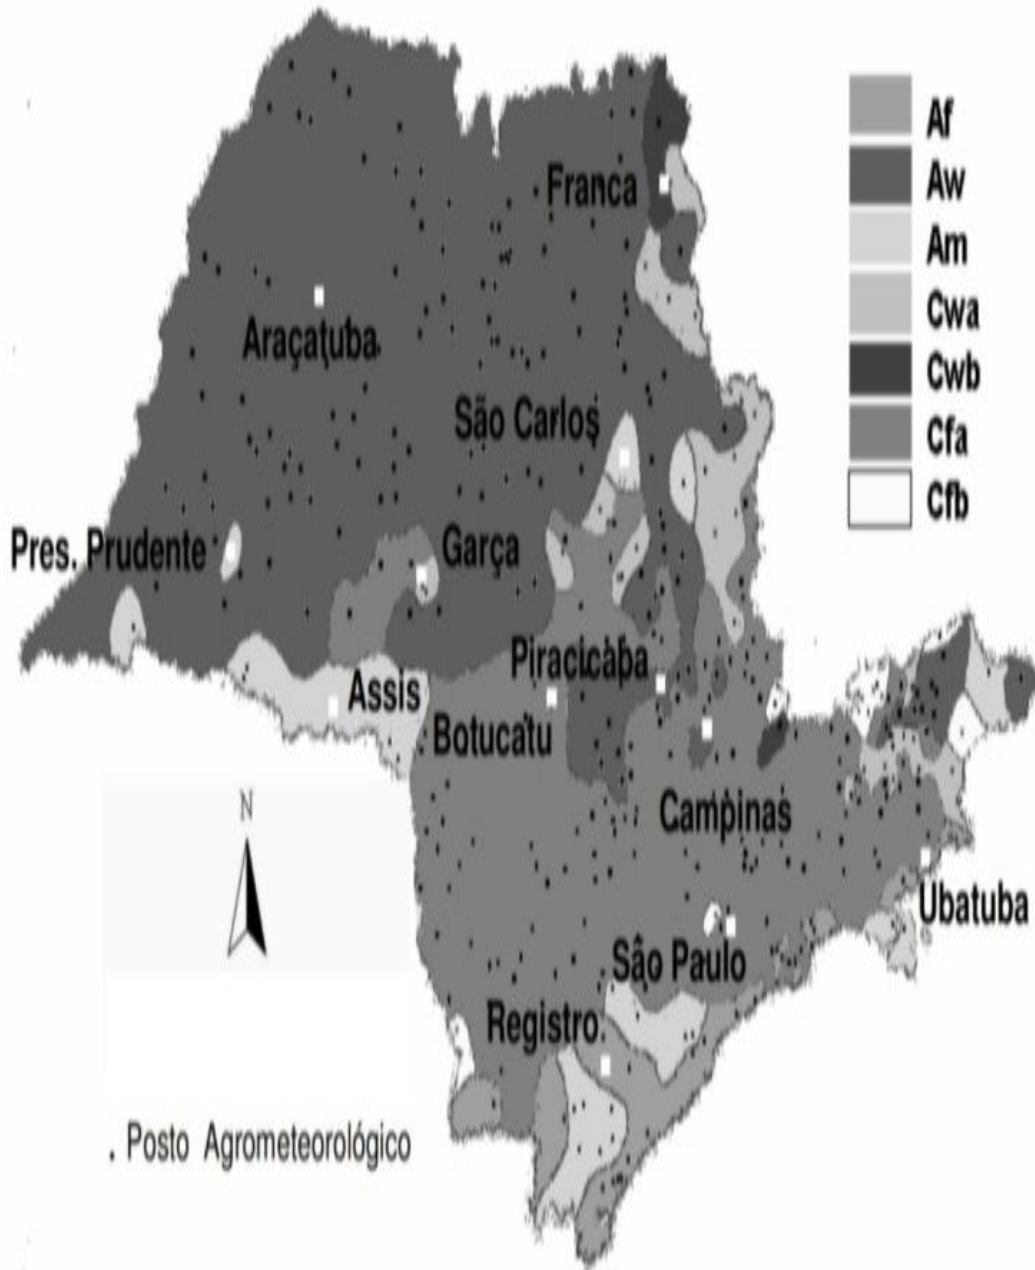 Af
Aw
Franca
Am
Cwa
Araçatuba
Cwb
São Carlos
Cfa
Cfb
Pres. Prudente
Garça
Piracicaba
Assis
Botucatu
N
Campinas
Ubatuba
São Paulo
Registro
. Posto Agrometeorológico